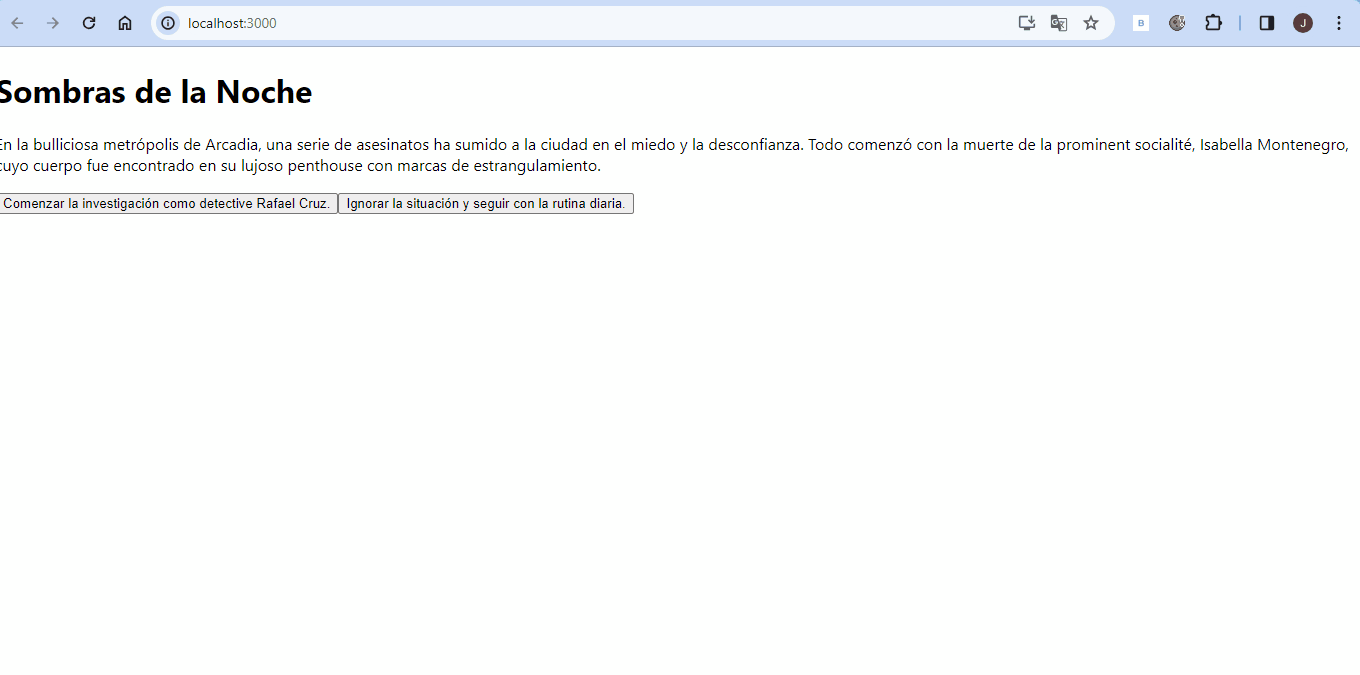 localhost:3000
B
J
Sombras de la Noche
En la bulliciosa metrópolis de Arcadia, una serie de asesinatos ha sumido a la ciudad en el miedo y la desconfianza. Todo comenzó con la muerte de la prominent socialité, Isabella Montenegro,
cuyo cuerpo fue encontrado en su lujoso penthouse con marcas de estrangulamiento.
Comenzar la investigación como detective Rafael Cruz. Ignorar la situación y seguir con la rutina diaria.